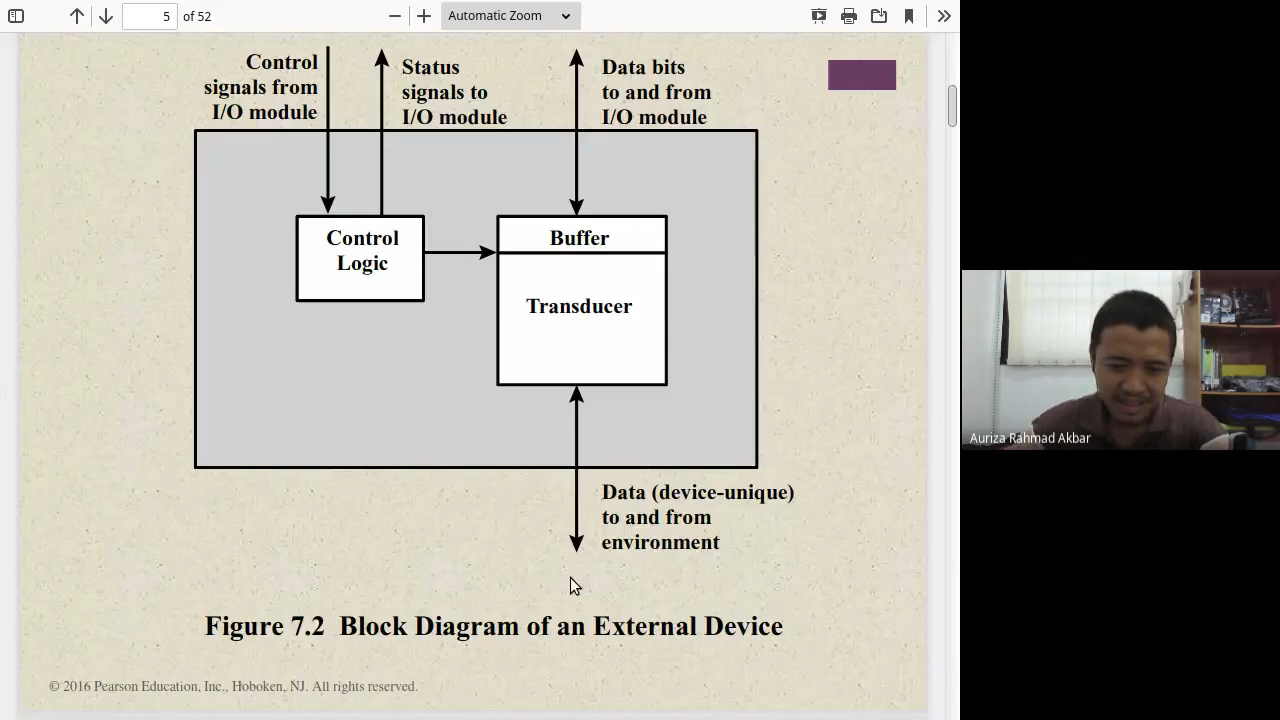 5
of 52
Automatic Zoom
Control
signals from
I/O module
Status
signals to
I/O module
Data bits
to and from
I/O module
Control
Logic
Buffer
Transducer
Data (device-unique)
to and from
environment
Figure 7.2 Block Diagram of an External Device
© 2016 Pearson Education, Inc., Hoboken, NJ. All rights reserved.
Auriza Rahmad Akbar